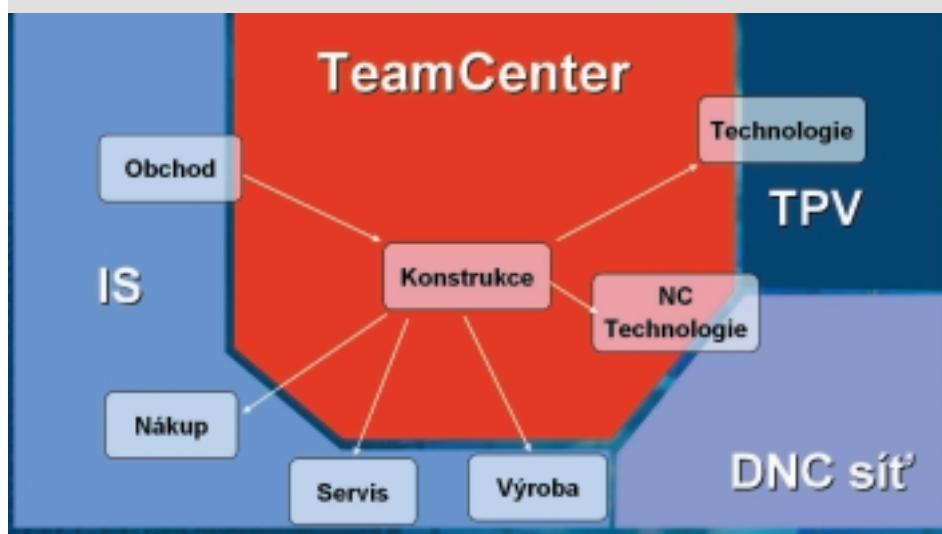 TeamCenter
Technologie
Obchod
TPV
Konstrukce
IS
NC
Technologie
Nákup
DNC síť
Servis
Výroba